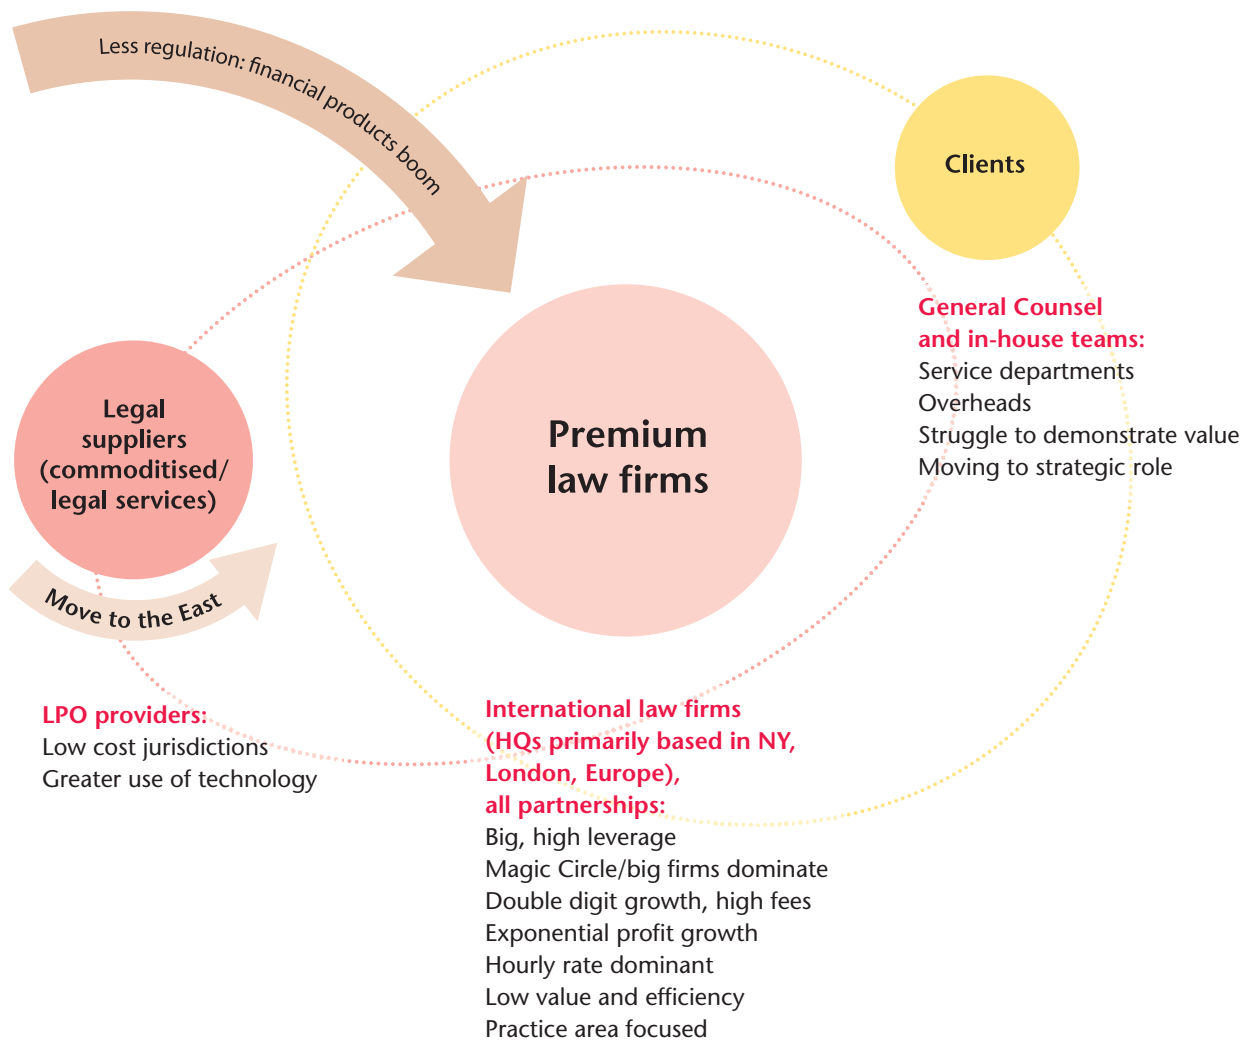 Less regulation: financial products boom
Clients
General Counsel
and in-house teams:
Service departments
Overheads
Struggle to demonstrate value
Moving to strategic role
Legal
suppliers
(commoditised/
legal services)
Premium
law firms
Move to the East
LPO providers:
Low cost jurisdictions
Greater use of technology
International law firms
(HQs primarily based in NY,
London, Europe),
all partnerships:
Big, high leverage
Magic Circle/big firms dominate
Double digit growth, high fees
Exponential profit growth
Hourly rate dominant
Low value and efficiency
Practice area focused